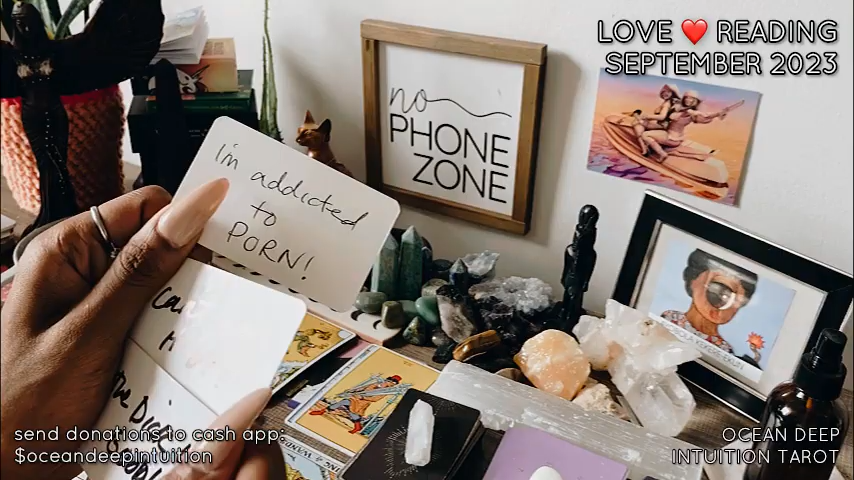 LOVE ❤️ READING
SEPTEMBER 2023
no
PHONE
ZONE
i'm addicted
to
PORN!
The
send donations to cash app:
$oceandeepintuition
OCEAN DEEP
INTUITION TAROT